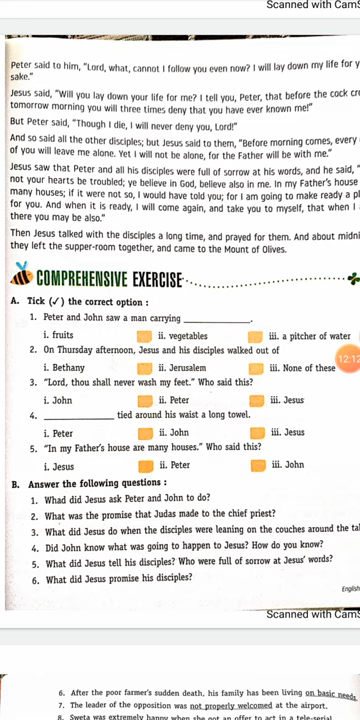 Scanned with CamS
Peter said to him, "Lord, what, cannot I follow you even now? I will lay down my life for y
sake."
Jesus said, "Will you lay down your life for me? I tell you, Peter, that before the cock cr
tomorrow morning you will three times deny that you have ever known me!"
But Peter said, "Though I die, I will never deny you, Lord!"
And so said all the other disciples; but Jesus said to them, "Before morning comes, every
of you will leave me alone. Yet I will not be alone, for the Father will be with me."
Jesus saw that Peter and all his disciples were full of sorrow at his words, and he said, "
not your hearts be troubled; ye believe in God, believe also in me. In my Father's house
many houses; if it were not so, I would have told you; for I am going to make ready a pl
for you. And when it is ready, I will come again, and take you to myself, that when I
there you may be also."
Then Jesus talked with the disciples a long time, and prayed for them. And about midni
they left the supper-room together, and came to the Mount of Olives.
COMPREHENSIVE EXERCISE
A. Tick (✓) the correct option :
1. Peter and John saw a man carrying ______________.
i. fruits ii. vegetables iii. a pitcher of water
2. On Thursday afternoon, Jesus and his disciples walked out of
i. Bethany ii. Jerusalem iii. None of these
12:12
3. "Lord, thou shall never wash my feet." Who said this?
i. John ii. Peter iii. Jesus
4. ______________ tied around his waist a long towel.
i. Peter ii. John iii. Jesus
5. "In my Father's house are many houses." Who said this?
i. Jesus ii. Peter iii. John
B. Answer the following questions :
1. Whad did Jesus ask Peter and John to do?
2. What was the promise that Judas made to the chief priest?
3. What did Jesus do when the disciples were leaning on the couches around the ta
4. Did John know what was going to happen to Jesus? How do you know?
5. What did Jesus tell his disciples? Who were full of sorrow at Jesus' words?
6. What did Jesus promise his disciples?
English
Scanned with CamS
6. After the poor farmer's sudden death, his family has been living on basic needs
7. The leader of the opposition was not properly welcomed at the airport.
8. Sweta was extremely happy when she got an offer to act in a tele-serial